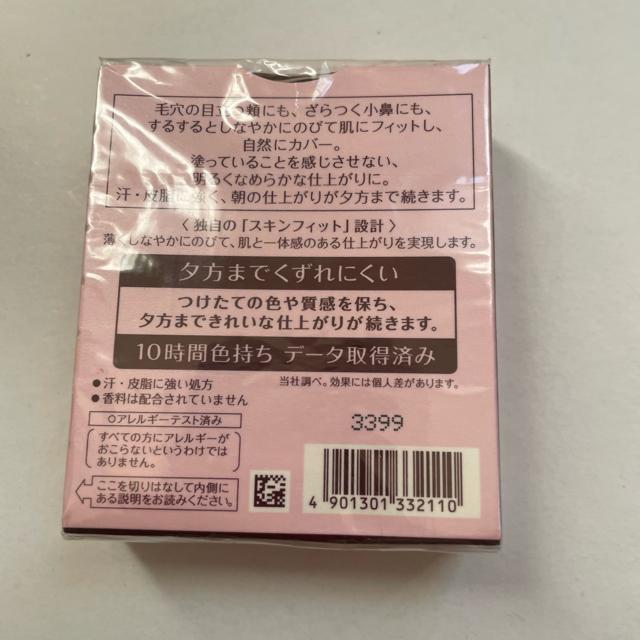 毛穴の目立つ頬にも、ざらつく小鼻にも、
するするとしなやかにのびて肌にフィットし、
自然にカバー。
塗っていることを感じさせない、
明るくなめらかな仕上がりに。
汗・皮脂に強く、朝の仕上がりが夕方まで続きます。
〈 独自の「スキンフィット」設計 〉
薄くしなやかにのびて、肌と一体感のある仕上がりを実現します。
夕方までくずれにくい
つけたての色や質感を保ち、
夕方まできれいな仕上がりが続きます。
10時間色持ち データ取得済み
●汗・皮脂に強い処方
当社調べ。効果には個人差があります。
●香料は配合されていません
○アレルギーテスト済み
すべての方にアレルギーが
おこらないというわけでは
ありません。
ここを切りはなして内側に
ある説明をお読みください。
3399
4 901301 332110